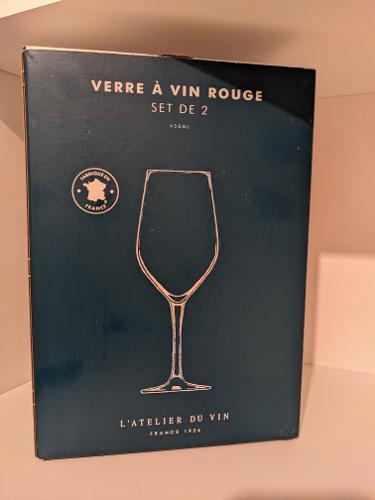 VERRE À VIN ROUGE
SET DE 2
450ML
FABRIQUÉ EN
FRANCE
L'ATELIER DU VIN
FRANCE 1926